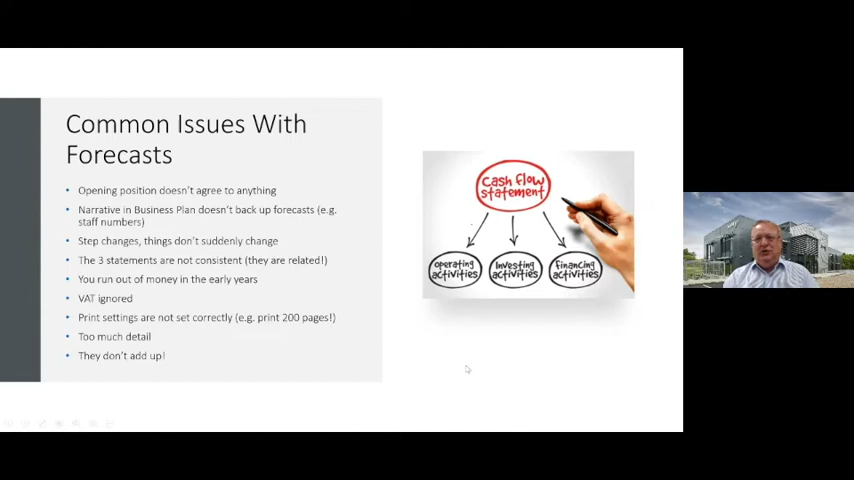 Common Issues With
Forecasts
• Opening position doesn't agree to anything
• Narrative in Business Plan doesn't back up forecasts (e.g.
staff numbers)
• Step changes, things don't suddenly change
• The 3 statements are not consistent (they are related!)
• You run out of money in the early years
• VAT ignored
• Print settings are not set correctly (e.g. print 200 pages!)
• Too much detail
• They don't add up!
cash flow
statement
operating
activities
investing
activities
financing
activities